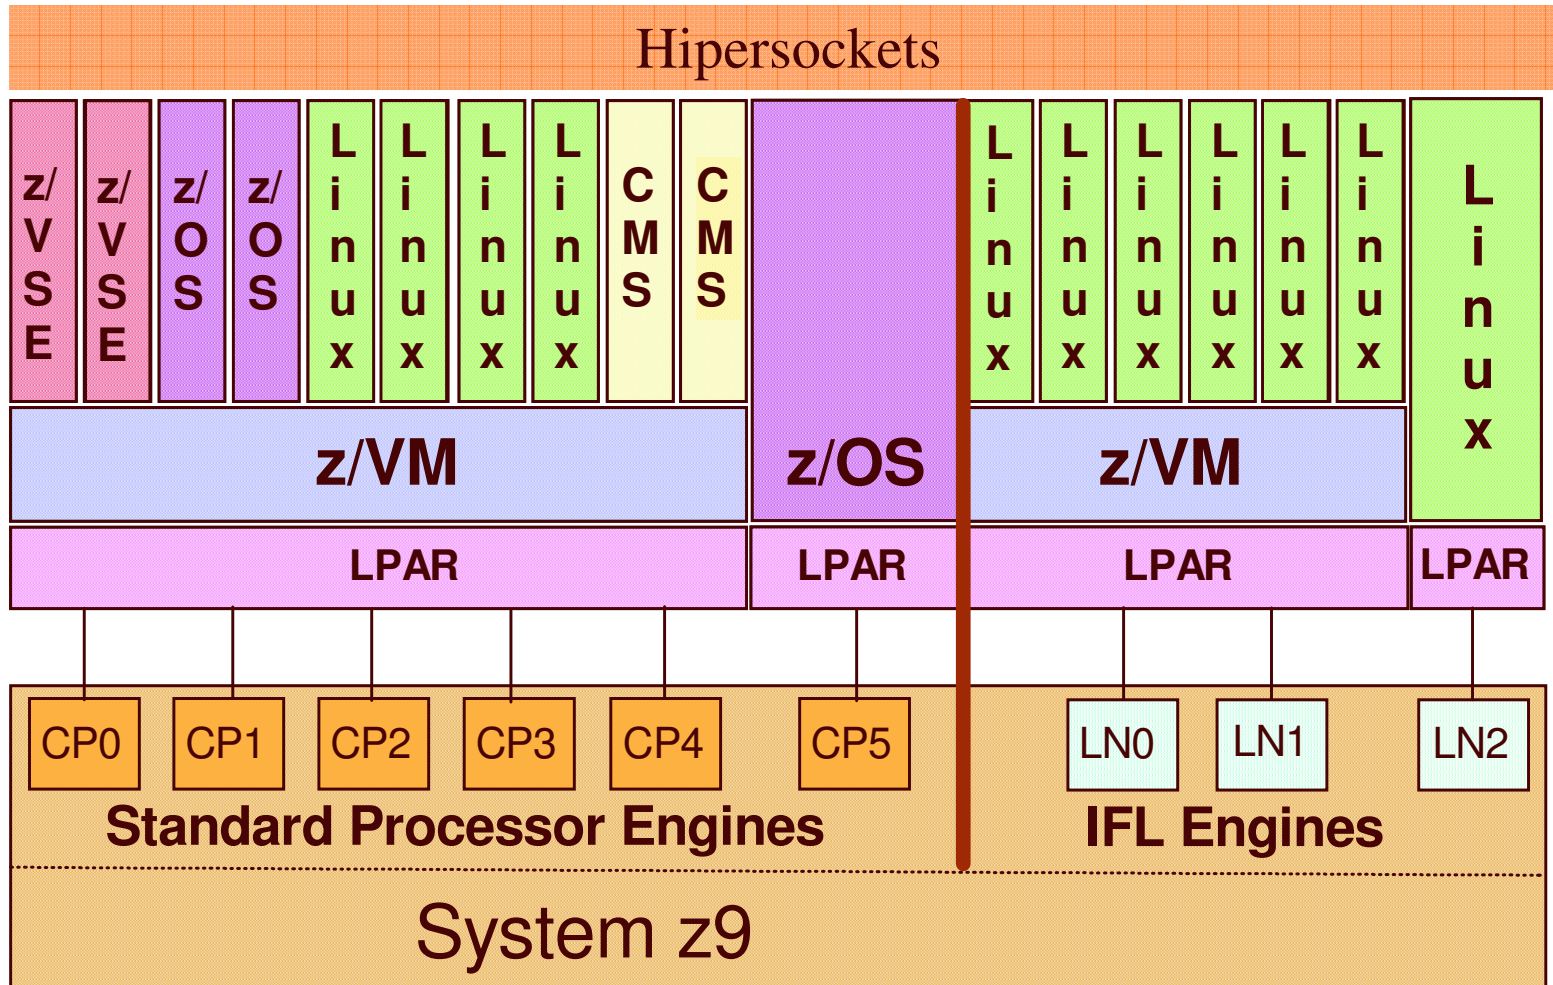 Hipersockets
z/VSE
z/VSE
z/OS
z/OS
Linux
Linux
Linux
Linux
CMS
CMS
Linux
Linux
Linux
Linux
Linux
Linux
Linux
z/VM
z/OS
z/VM
LPAR
LPAR
LPAR
LPAR
CP0
CP1
CP2
CP3
CP4
CP5
LN0
LN1
LN2
Standard Processor Engines
IFL Engines
System z9